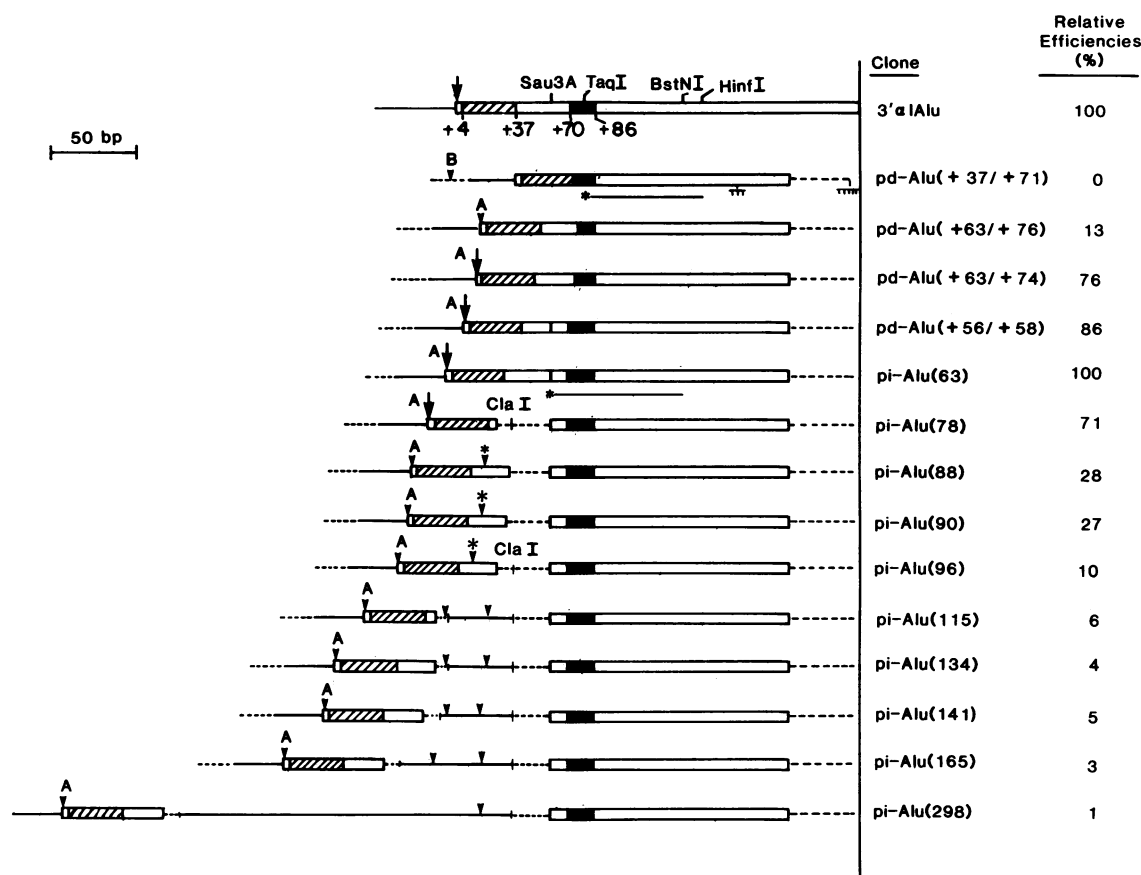 Relative
Efficiencies
(%)
Clone
Sau3A TaqI BstNI HinfI
3'αlAlu 100
+4 +37 +70 +86
50 bp
B
pd-Alu(+37/+71) 0
*
A
pd-Alu(+63/+76) 13
A
pd-Alu(+63/+74) 76
A
pd-Alu(+56/+58) 86
A
pi-Alu(63) 100
*
A Cla I
pi-Alu(78) 71
A *
pi-Alu(88) 28
A *
pi-Alu(90) 27
A * Cla I
pi-Alu(96) 10
A
pi-Alu(115) 6
A
pi-Alu(134) 4
A
pi-Alu(141) 5
A
pi-Alu(165) 3
A
pi-Alu(298) 1